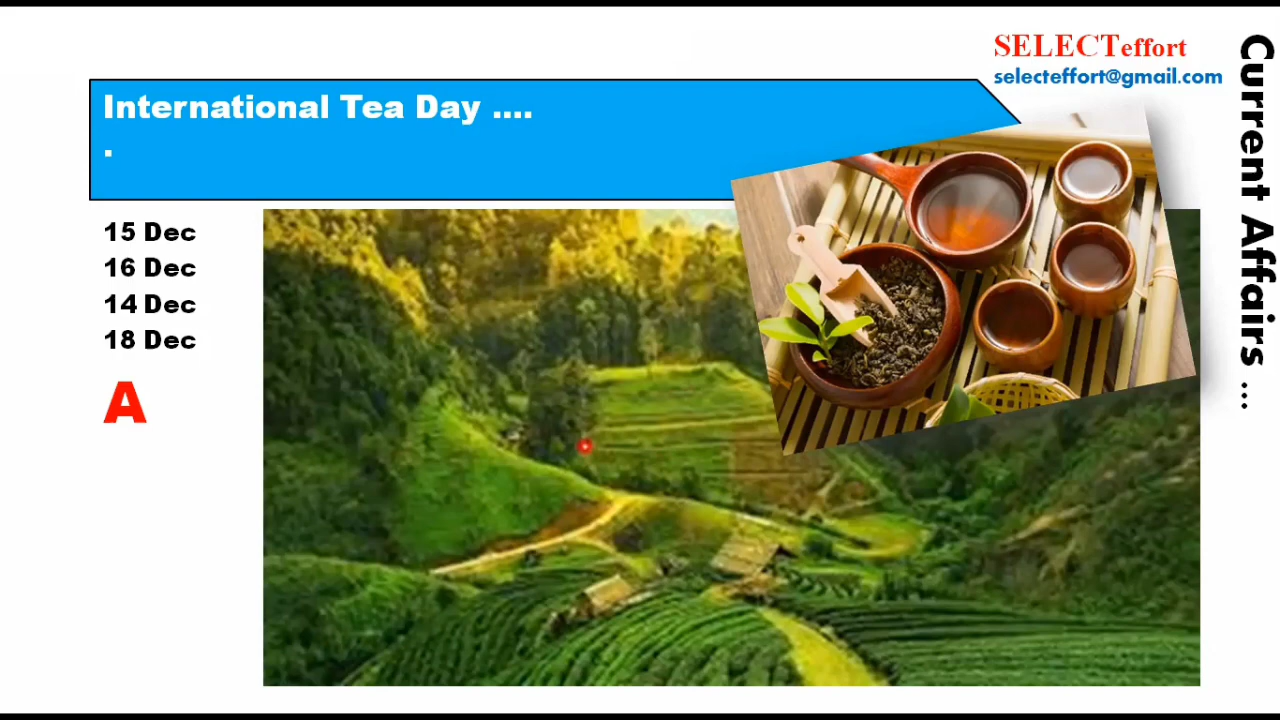 SELECTeffort
selecteffort@gmail.com
International Tea Day ....
.
15 Dec
16 Dec
14 Dec
18 Dec
A
Current Affairs ...